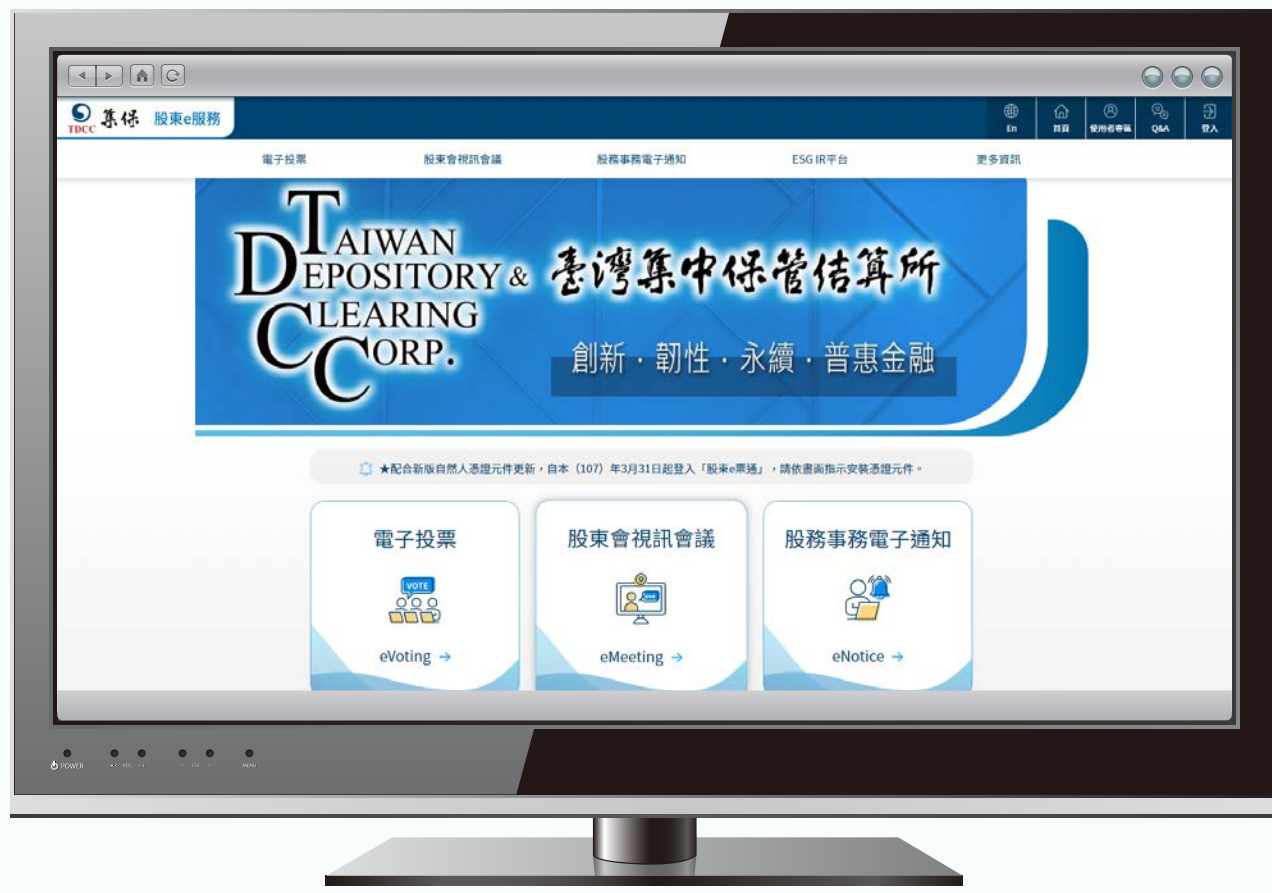 TDCC 集保 股東e服務
En 首頁 使用者專區 Q&A 登入
電子投票 股東會視訊會議 股務事務電子通知 ESG IR平台 更多資訊
TAIWAN
DEPOSITORY &
CLEARING
CORP.
臺灣集中保管結算所
創新・韌性・永續・普惠金融
★配合新版自然人憑證元件更新，自本（107）年3月31日起登入「股東e票通」，請依畫面指示安裝憑證元件。
電子投票
VOTE
eVoting →
股東會視訊會議
eMeeting →
股務事務電子通知
eNotice →
POWER VOL CH MENU